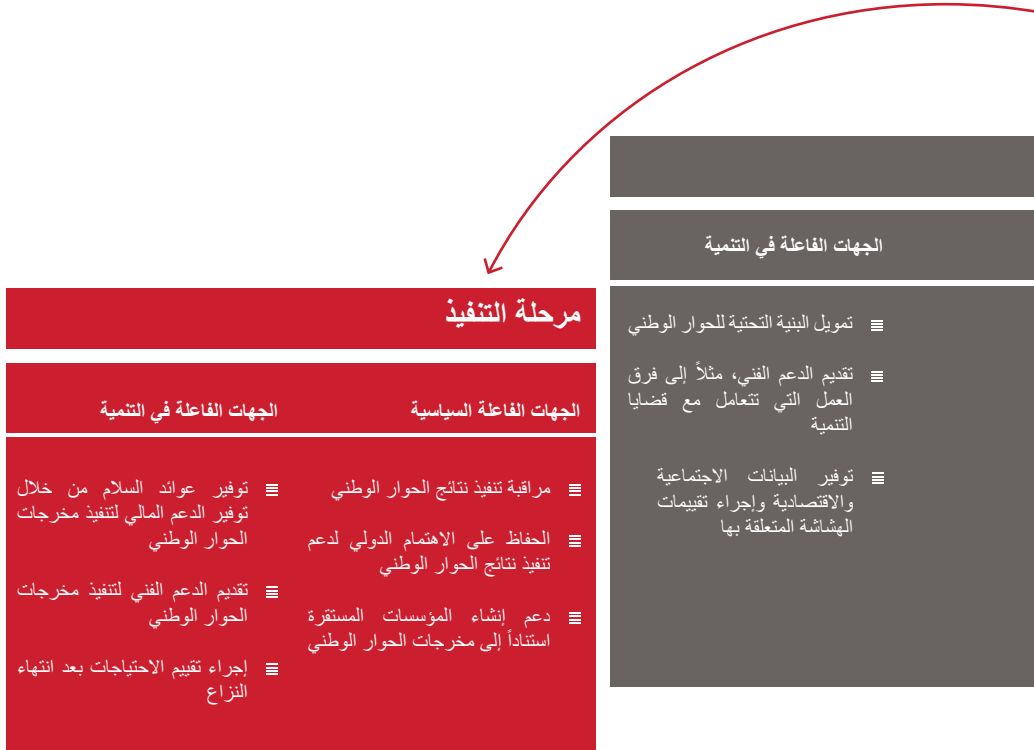 الجهات الفاعلة في التنمية
تمويل البنية التحتية للحوار الوطني
تقديم الدعم الفني، مثلاً إلى فرق
العمل التي تتعامل مع قضايا
التنمية
توفير البيانات الاجتماعية
والاقتصادية وإجراء تقييمات
الهشاشة المتعلقة بها
مرحلة التنفيذ
الجهات الفاعلة السياسية
مراقبة تنفيذ نتائج الحوار الوطني
الحفاظ على الاهتمام الدولي لدعم
تنفيذ نتائج الحوار الوطني
دعم إنشاء المؤسسات المستقرة
استناداً إلى مخرجات الحوار الوطني
الجهات الفاعلة في التنمية
توفير عوائد السلام من خلال
توفير الدعم المالي لتنفيذ مخرجات
الحوار الوطني
تقديم الدعم الفني لتنفيذ مخرجات
الحوار الوطني
إجراء تقييم الاحتياجات بعد انتهاء
النزاع